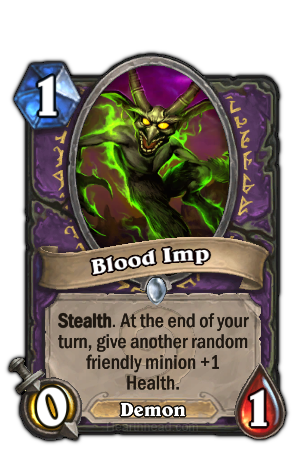 1
Blood Imp
Stealth. At the end of your
turn, give another random
friendly minion +1
Health.
0
Demon
1